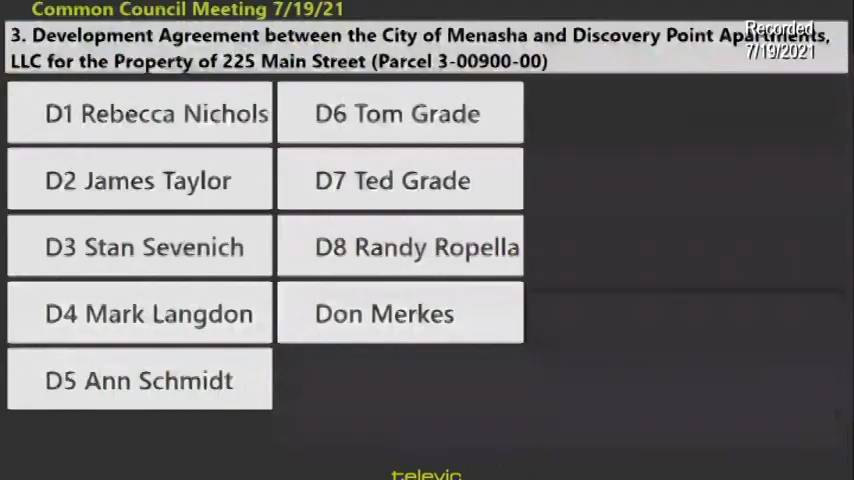 Common Council Meeting 7/19/21
Recorded
7/19/2021
3. Development Agreement between the City of Menasha and Discovery Point Apartments,
LLC for the Property of 225 Main Street (Parcel 3-00900-00)
D1 Rebecca Nichols
D6 Tom Grade
D2 James Taylor
D7 Ted Grade
D3 Stan Sevenich
D8 Randy Ropella
D4 Mark Langdon
Don Merkes
D5 Ann Schmidt
televic